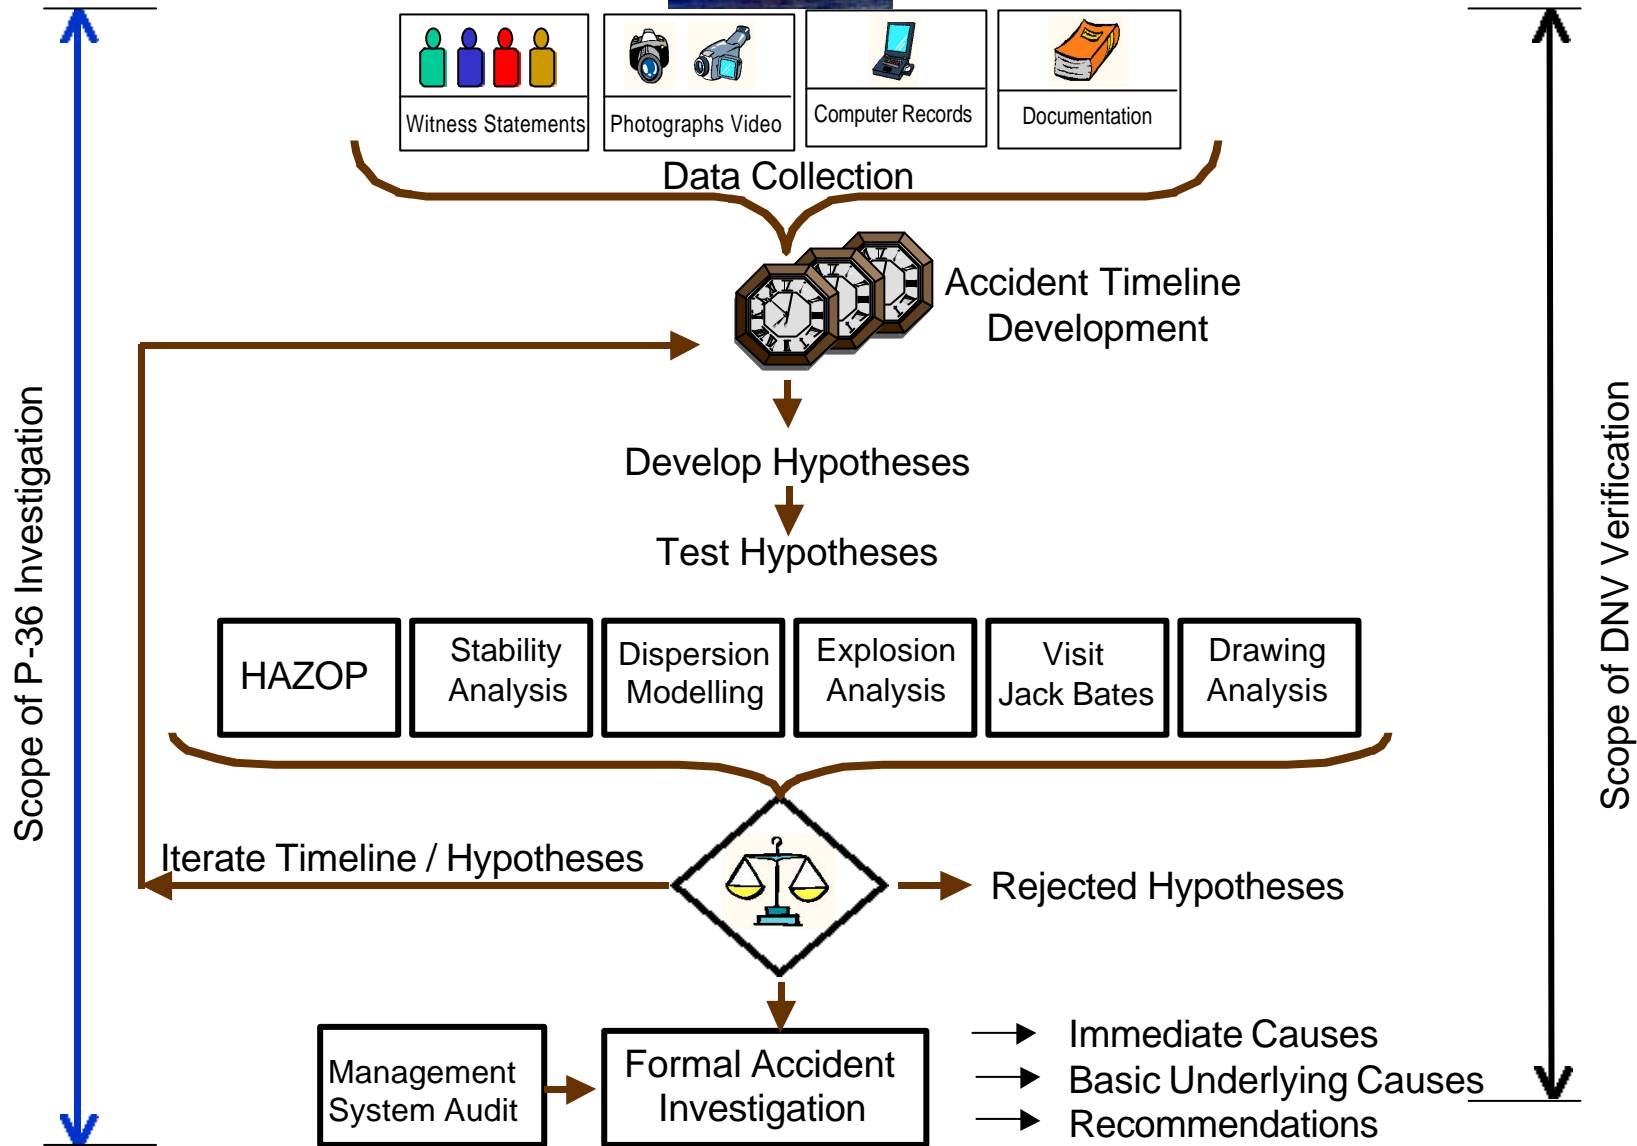 Witness Statements
Photographs Video
Computer Records
Documentation
Data Collection
Accident Timeline
Development
Develop Hypotheses
Test Hypotheses
HAZOP
Stability
Analysis
Dispersion
Modelling
Explosion
Analysis
Visit
Jack Bates
Drawing
Analysis
Iterate Timeline / Hypotheses
Rejected Hypotheses
Management
System Audit
Formal Accident
Investigation
Immediate Causes
Basic Underlying Causes
Recommendations
Scope of P-36 Investigation
Scope of DNV Verification